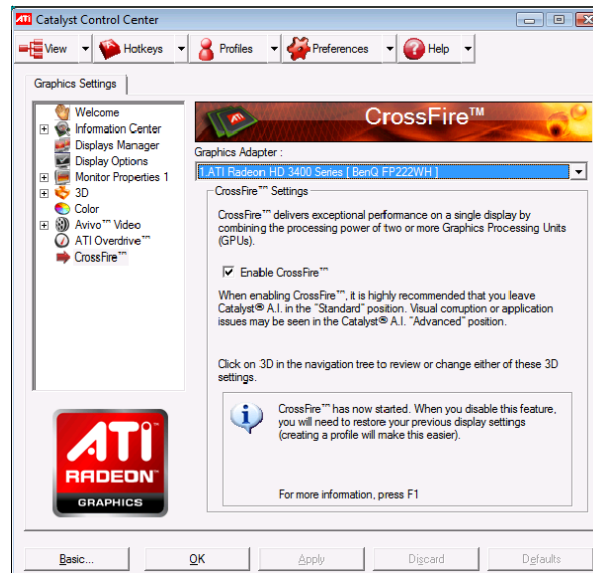 ATI Catalyst Control Center
View
Hotkeys
Profiles
Preferences
Help
Graphics Settings
Welcome
Information Center
Displays Manager
Display Options
Monitor Properties 1
3D
Color
Avivo™ Video
ATI Overdrive™
CrossFire™
CrossFire™
Graphics Adapter :
1.ATI Radeon HD 3400 Series [ BenQ FP222WH ]
CrossFire™ Settings
CrossFire™ delivers exceptional performance on a single display by
combining the processing power of two or more Graphics Processing Units
(GPUs).
Enable CrossFire™
When enabling CrossFire™, it is highly recommended that you leave
Catalyst® A.I. in the "Standard" position. Visual corruption or application
issues may be seen in the Catalyst® A.I. "Advanced" position.
Click on 3D in the navigation tree to review or change either of these 3D
settings.
CrossFire™ has now started. When you disable this feature,
you will need to restore your previous display settings
(creating a profile will make this easier).
For more information, press F1
ATI
RADEON™
GRAPHICS
Basic...
OK
Apply
Discard
Defaults